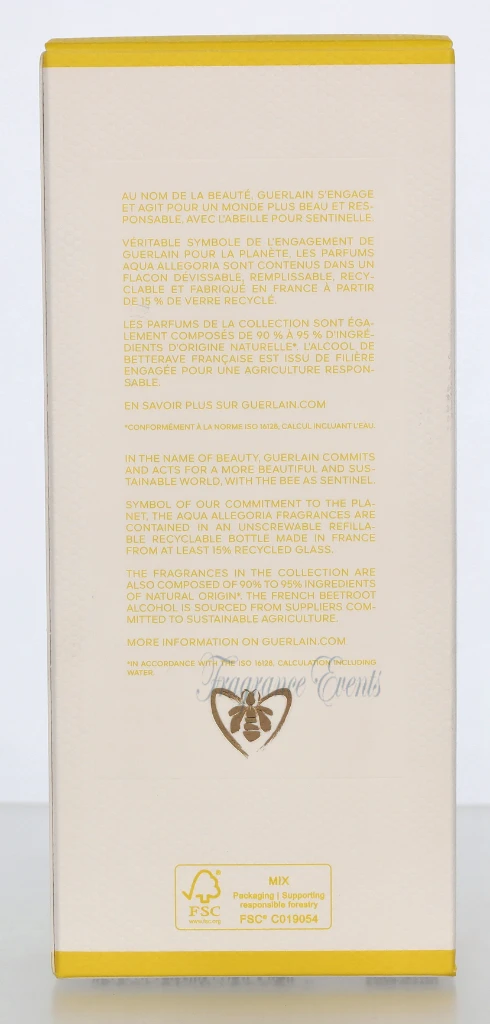 AU NOM DE LA BEAUTÉ, GUERLAIN S'ENGAGE
ET AGIT POUR UN MONDE PLUS BEAU ET RES-
PONSABLE, AVEC L'ABEILLE POUR SENTINELLE.
VÉRITABLE SYMBOLE DE L'ENGAGEMENT DE
GUERLAIN POUR LA PLANÈTE, LES PARFUMS
AQUA ALLEGORIA SONT CONTENUS DANS UN
FLACON DÉVISSABLE, REMPLISSABLE, RECY-
CLABLE ET FABRIQUÉ EN FRANCE À PARTIR
DE 15 % DE VERRE RECYCLÉ.
LES PARFUMS DE LA COLLECTION SONT ÉGA-
LEMENT COMPOSÉS DE 90 % À 95 % D'INGRÉ-
DIENTS D'ORIGINE NATURELLE*. L'ALCOOL DE
BETTERAVE FRANÇAISE EST ISSU DE FILIÈRE
ENGAGÉE POUR UNE AGRICULTURE RESPON-
SABLE.
EN SAVOIR PLUS SUR GUERLAIN.COM
*CONFORMÉMENT À LA NORME ISO 16128, CALCUL INCLUANT L'EAU.
IN THE NAME OF BEAUTY, GUERLAIN COMMITS
AND ACTS FOR A MORE BEAUTIFUL AND SUS-
TAINABLE WORLD, WITH THE BEE AS SENTINEL.
SYMBOL OF OUR COMMITMENT TO THE PLA-
NET, THE AQUA ALLEGORIA FRAGRANCES ARE
CONTAINED IN AN UNSCREWABLE REFILLA-
BLE RECYCLABLE BOTTLE MADE IN FRANCE
FROM AT LEAST 15% RECYCLED GLASS.
THE FRAGRANCES IN THE COLLECTION ARE
ALSO COMPOSED OF 90% TO 95% INGREDIENTS
OF NATURAL ORIGIN*. THE FRENCH BEETROOT
ALCOHOL IS SOURCED FROM SUPPLIERS COM-
MITTED TO SUSTAINABLE AGRICULTURE.
MORE INFORMATION ON GUERLAIN.COM
*IN ACCORDANCE WITH THE ISO 16128, CALCULATION INCLUDING
WATER.
Fragrance Events
FSC
www.fsc.org
MIX
Packaging | Supporting
responsible forestry
FSC® C019054